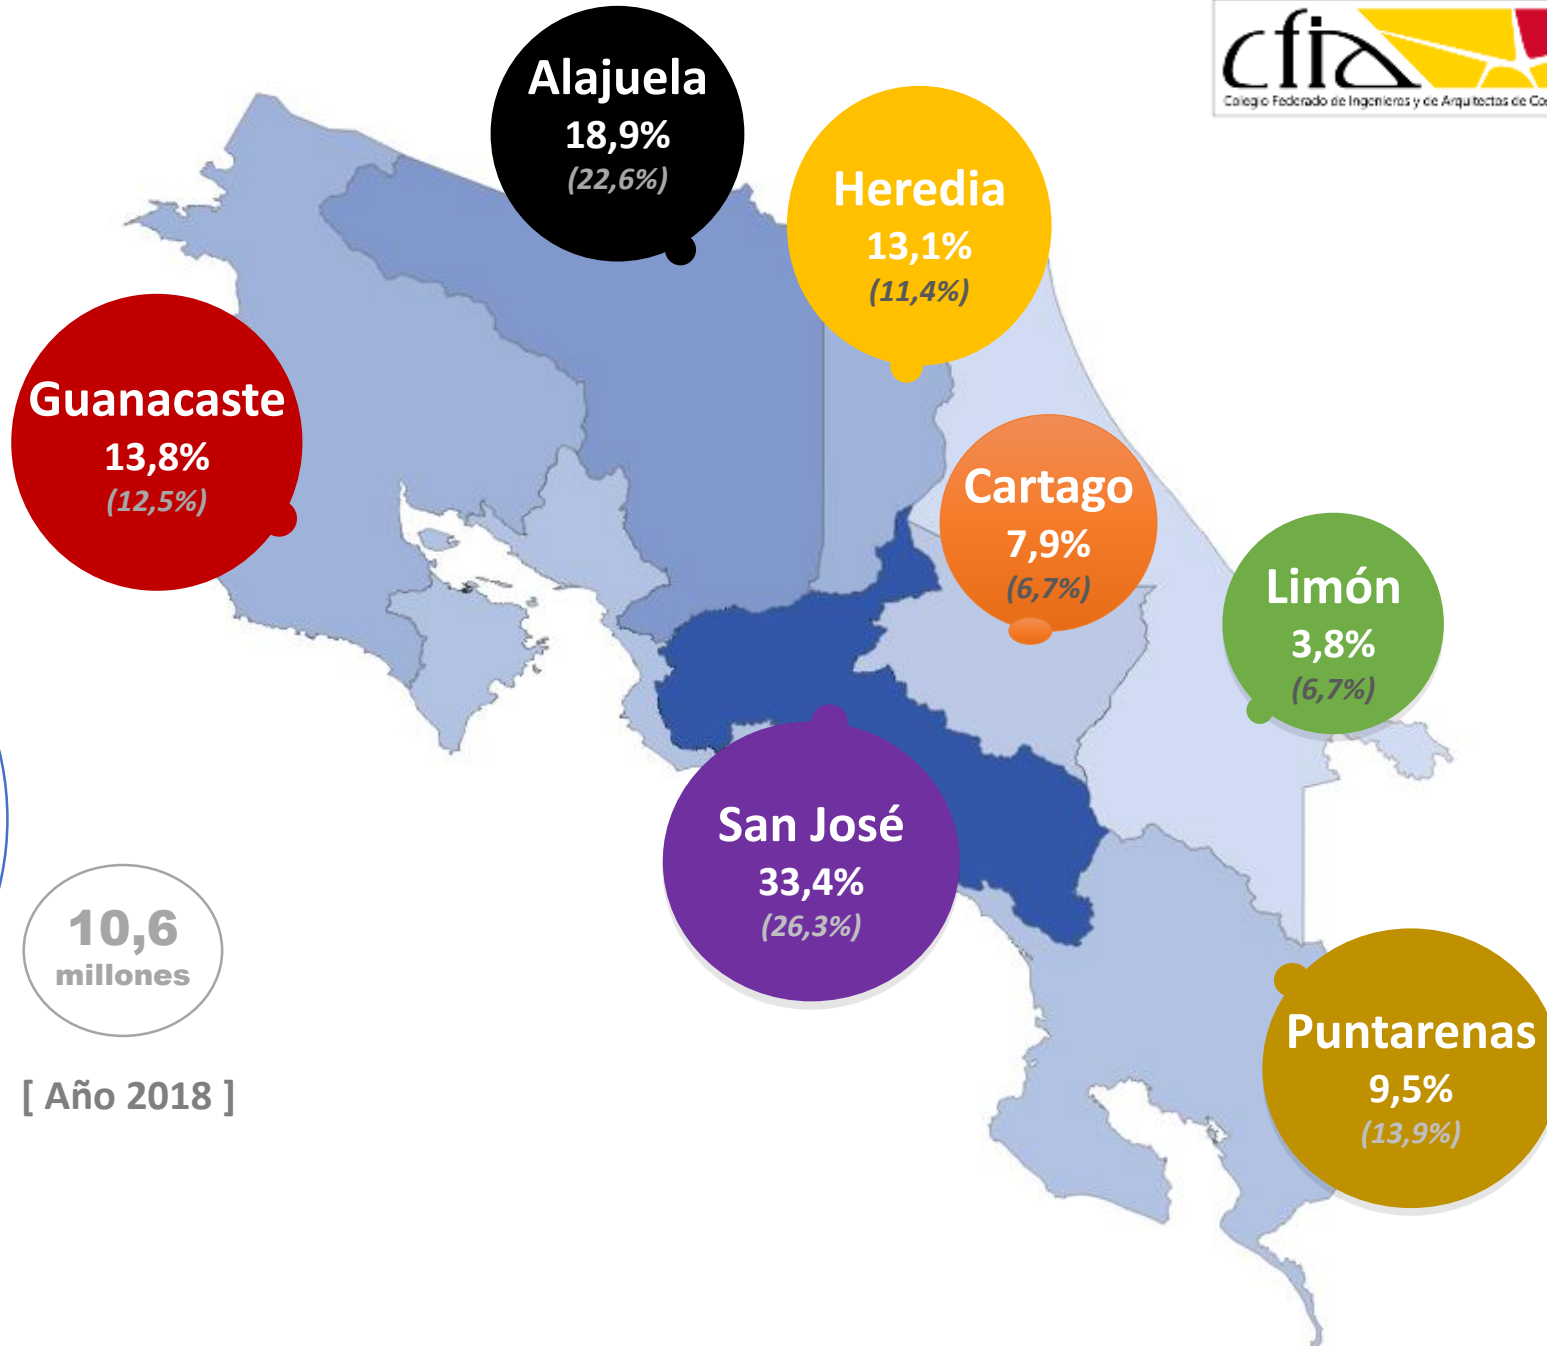 cfia
Colegio Federado de Ingenieros y de Arquitectos de
Alajuela
18,9%
(22,6%)
Heredia
13,1%
(11,4%)
Guanacaste
13,8%
(12,5%)
Cartago
7,9%
(6,7%)
Limón
3,8%
(6,7%)
San José
33,4%
(26,3%)
10,6
millones
[ Año 2018 ]
Puntarenas
9,5%
(13,9%)